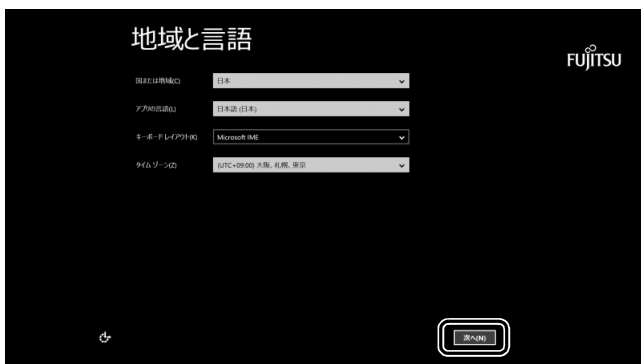 地域と言語
FUJITSU
国または地域(C)
日本
アプリの言語(L)
日本語 (日本)
キーボード レイアウト(K)
Microsoft IME
タイム ゾーン(Z)
(UTC+09:00) 大阪、札幌、東京
次へ(N)